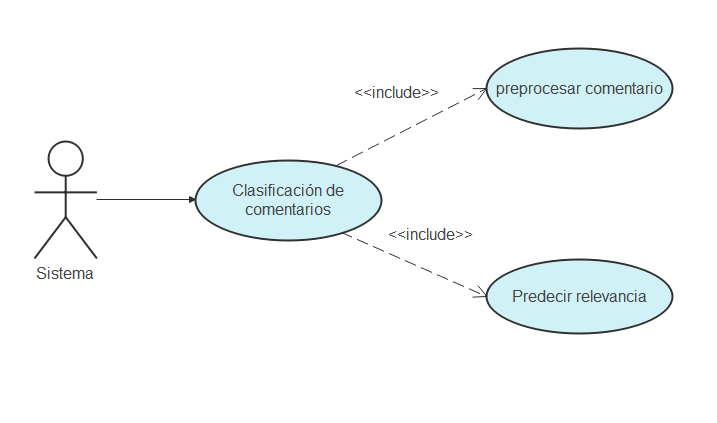 preprocesar comentario
<<include>>
Clasificación de
comentarios
<<include>>
Sistema
Predecir relevancia